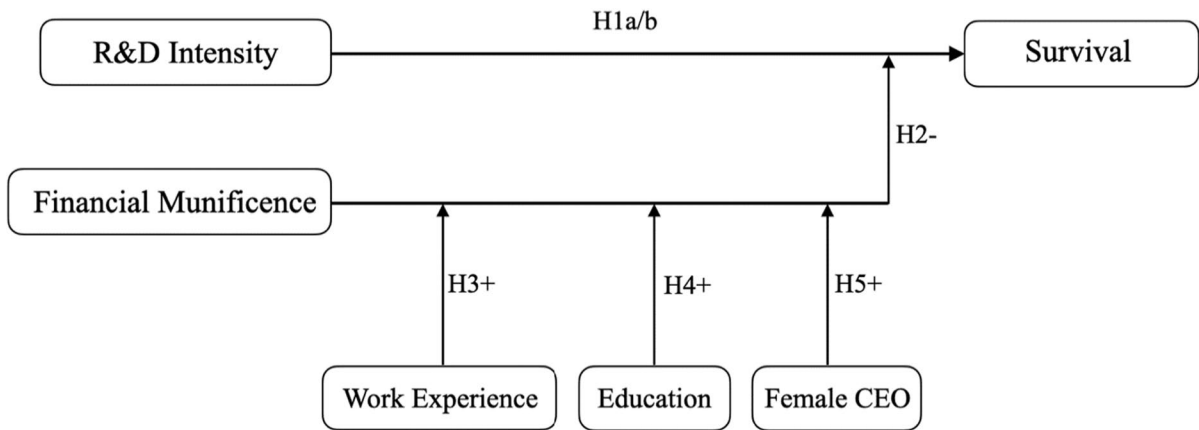 H1a/b
R&D Intensity
Survival
H2-
Financial Munificence
H3+
H4+
H5+
Work Experience
Education
Female CEO